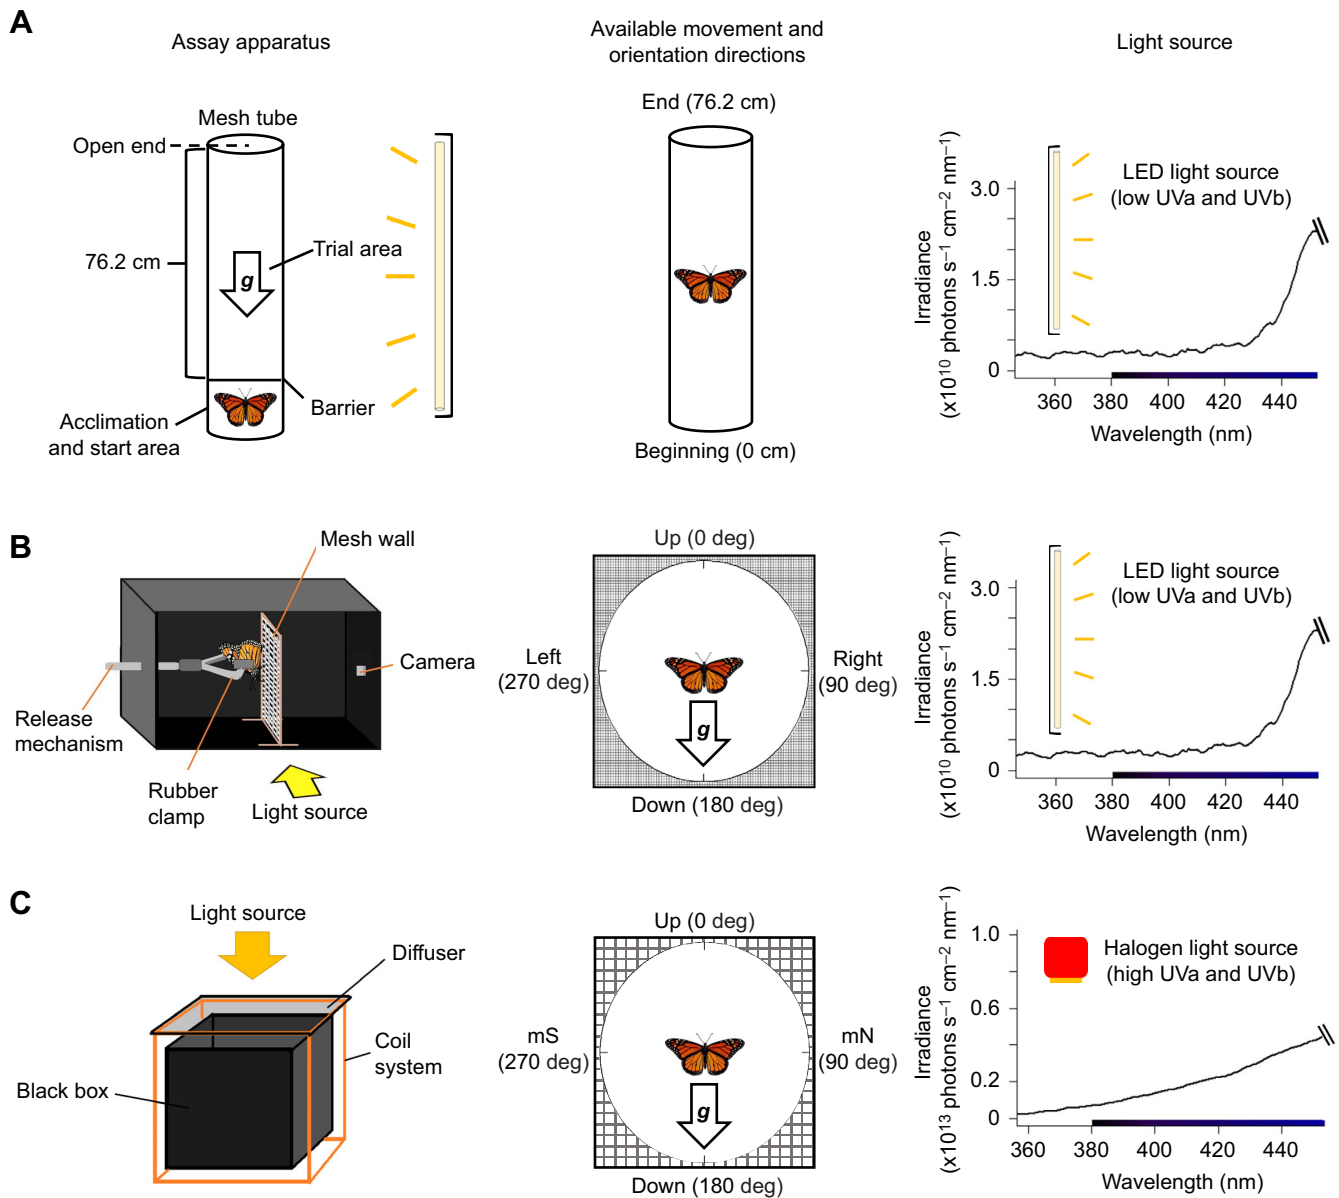 A
Assay apparatus
Available movement and
orientation directions
Light source
Mesh tube
Open end
76.2 cm
g
Trial area
Barrier
Acclimation
and start area
End (76.2 cm)
Beginning (0 cm)
LED light source
(low UVa and UVb)
Irradiance
(x10¹⁰ photons s⁻¹ cm⁻² nm⁻¹)
3.0
1.5
0
360 380 400 420 440
Wavelength (nm)
B
Mesh wall
Camera
Release
mechanism
Rubber
clamp
Light source
Up (0 deg)
Left
(270 deg)
Right
(90 deg)
g
Down (180 deg)
LED light source
(low UVa and UVb)
Irradiance
(x10¹⁰ photons s⁻¹ cm⁻² nm⁻¹)
3.0
1.5
0
360 380 400 420 440
Wavelength (nm)
C
Light source
Diffuser
Coil
system
Black box
Up (0 deg)
mS
(270 deg)
mN
(90 deg)
g
Down (180 deg)
Halogen light source
(high UVa and UVb)
Irradiance
(x10¹³ photons s⁻¹ cm⁻² nm⁻¹)
1.0
0.6
0.2
0
360 380 400 420 440
Wavelength (nm)